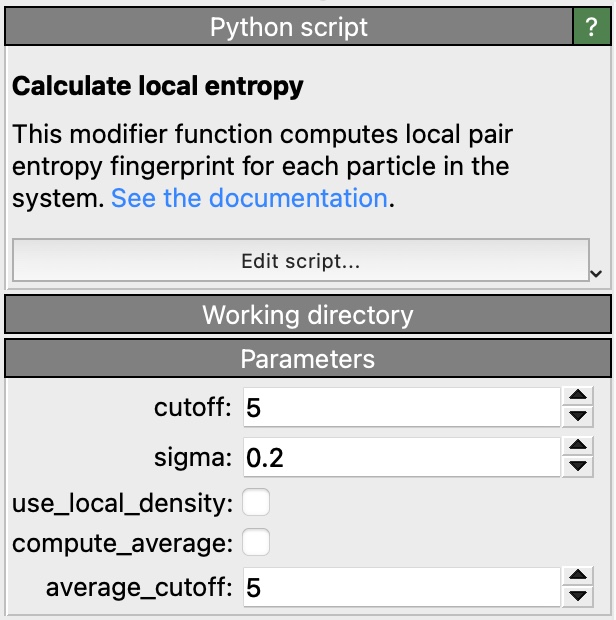 Python script ?
Calculate local entropy
This modifier function computes local pair
entropy fingerprint for each particle in the
system. See the documentation.
Edit script...
Working directory
Parameters
cutoff: 5
sigma: 0.2
use_local_density:
compute_average:
average_cutoff: 5